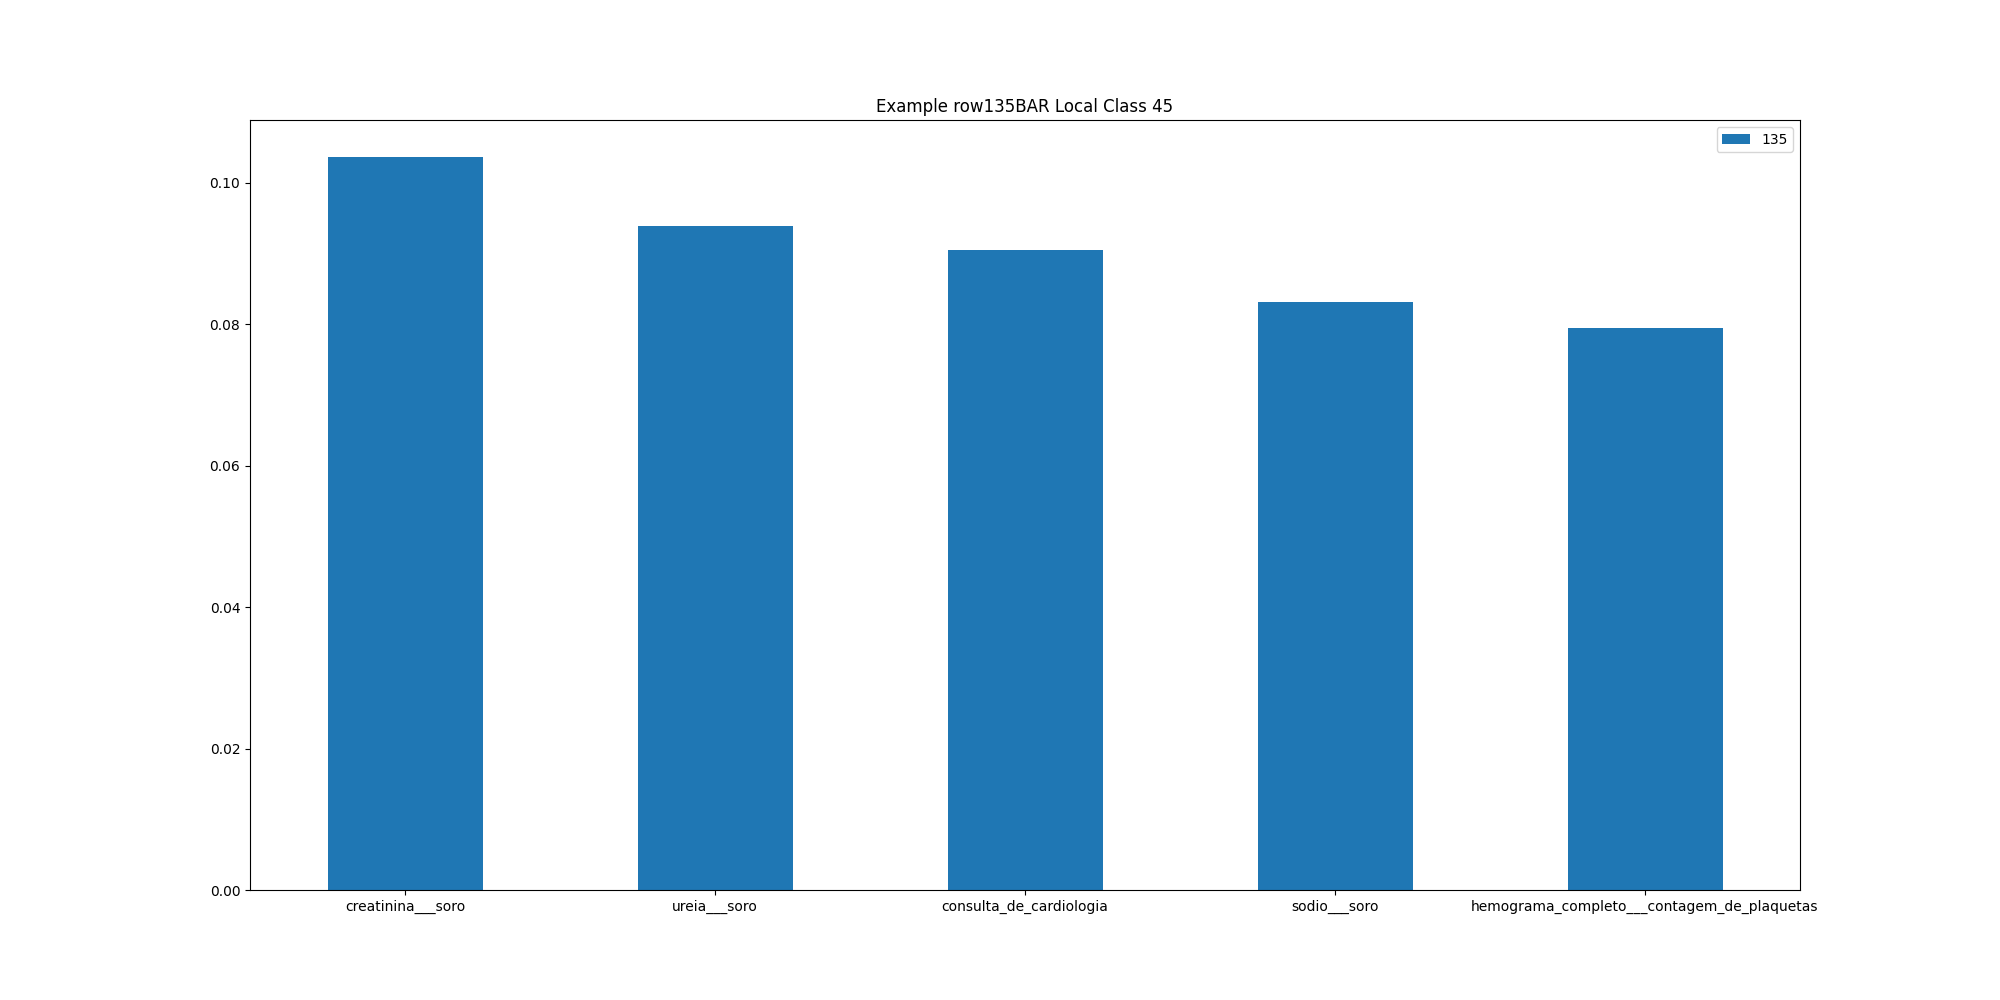 Example row135BAR Local Class 45
135
0.10
0.08
0.06
0.04
0.02
0.00
creatinina___soro
ureia___soro
consulta_de_cardiologia
sodio___soro
hemograma_completo___contagem_de_plaquetas